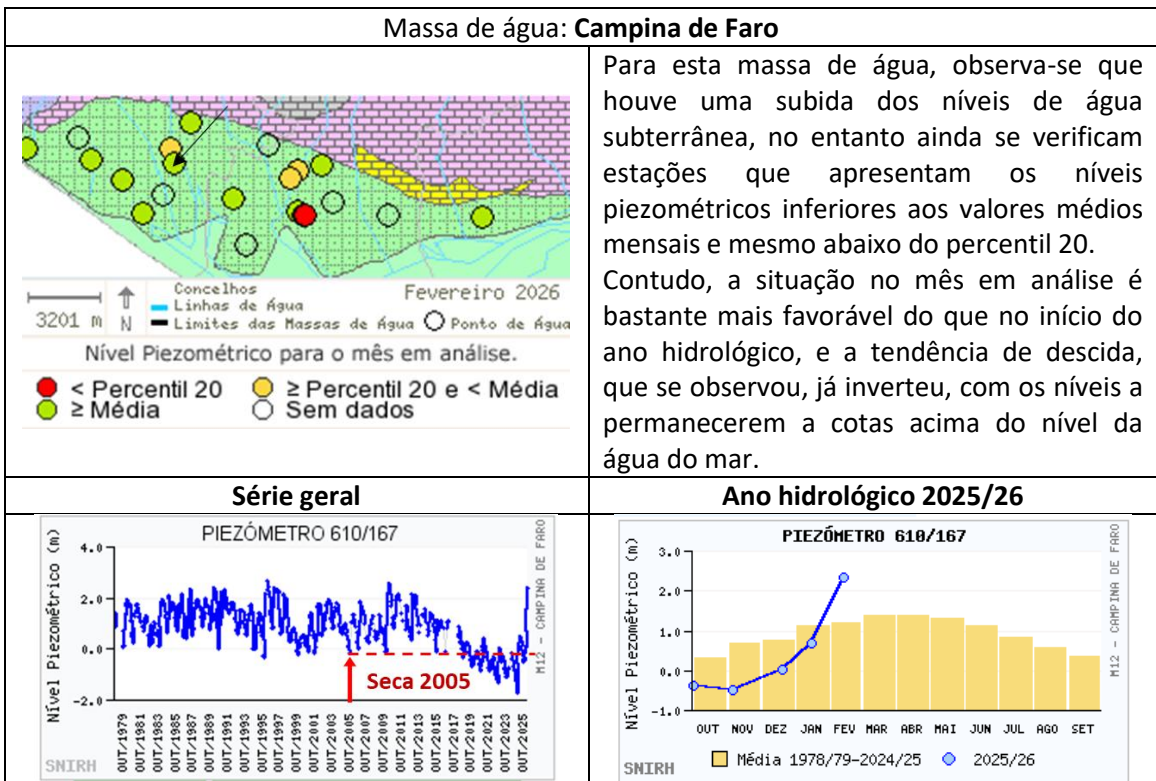 Massa de água: Campina de Faro
Concelhos
Fevereiro 2026
Linhas de Água
3201 m
N
Limites das Massas de Água
Ponto de Água
Nível Piezométrico para o mês em análise.
< Percentil 20
≥ Percentil 20 e < Média
≥ Média
Sem dados
Para esta massa de água, observa-se que
houve uma subida dos níveis de água
subterrânea, no entanto ainda se verificam
estações que apresentam os níveis
piezométricos inferiores aos valores médios
mensais e mesmo abaixo do percentil 20.
Contudo, a situação no mês em análise é
bastante mais favorável do que no início do
ano hidrológico, e a tendência de descida,
que se observou, já inverteu, com os níveis a
permanecerem a cotas acima do nível da
água do mar.
Série geral
PIEZÓMETRO 610/167
Nível Piezométrico (m)
4.0
2.0
0.0
-2.0
Seca 2005
M12 - CAMPINA DE FARO
OUT/1979
OUT/1981
OUT/1983
OUT/1985
OUT/1987
OUT/1989
OUT/1991
OUT/1993
OUT/1995
OUT/1997
OUT/1999
OUT/2001
OUT/2003
OUT/2005
OUT/2007
OUT/2009
OUT/2011
OUT/2013
OUT/2015
OUT/2017
OUT/2019
OUT/2021
OUT/2023
OUT/2025
SNIRH
Ano hidrológico 2025/26
PIEZÓMETRO 610/167
Nível Piezométrico (m)
3.0
2.0
1.0
0.0
-1.0
M12 - CAMPINA DE FARO
OUT NOV DEZ JAN FEV MAR ABR MAI JUN JUL AGO SET
Média 1978/79-2024/25
2025/26
SNIRH